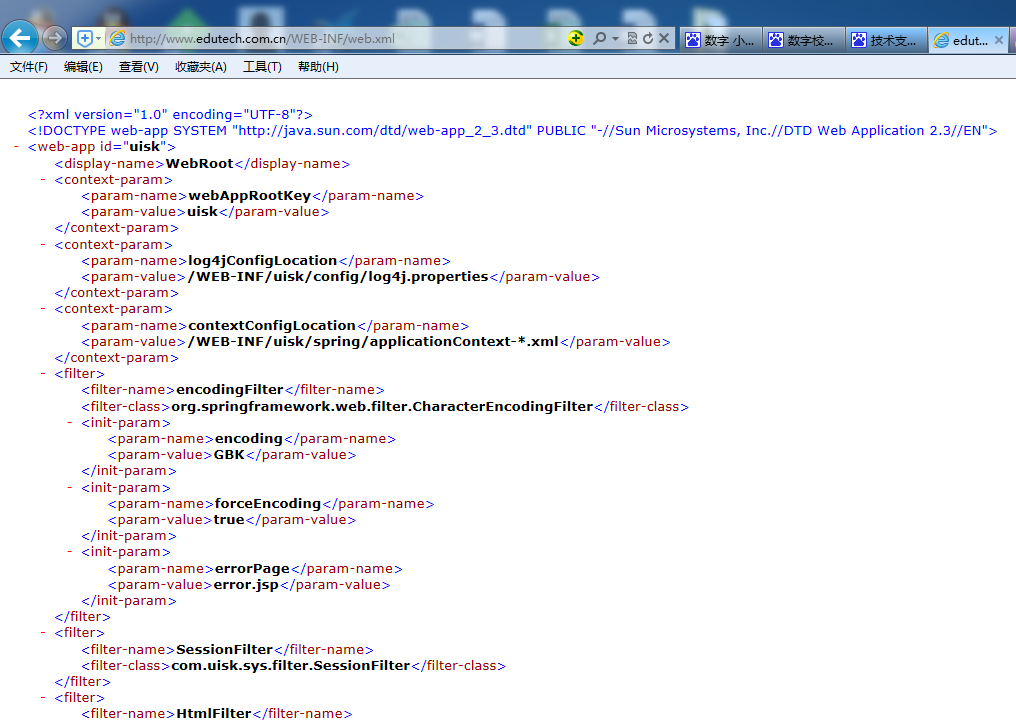 http://www.edutech.com.cn/WEB-INF/web.xml
数字 小...
数字校...
技术支...
edut...
文件(F) 编辑(E) 查看(V) 收藏夹(A) 工具(T) 帮助(H)
<?xml version="1.0" encoding="UTF-8"?>
<!DOCTYPE web-app SYSTEM "http://java.sun.com/dtd/web-app_2_3.dtd" PUBLIC "-//Sun Microsystems, Inc.//DTD Web Application 2.3//EN">
- <web-app id="uisk">
<display-name>WebRoot</display-name>
- <context-param>
<param-name>webAppRootKey</param-name>
<param-value>uisk</param-value>
</context-param>
- <context-param>
<param-name>log4jConfigLocation</param-name>
<param-value>/WEB-INF/uisk/config/log4j.properties</param-value>
</context-param>
- <context-param>
<param-name>contextConfigLocation</param-name>
<param-value>/WEB-INF/uisk/spring/applicationContext-*.xml</param-value>
</context-param>
- <filter>
<filter-name>encodingFilter</filter-name>
<filter-class>org.springframework.web.filter.CharacterEncodingFilter</filter-class>
- <init-param>
<param-name>encoding</param-name>
<param-value>GBK</param-value>
</init-param>
- <init-param>
<param-name>forceEncoding</param-name>
<param-value>true</param-value>
</init-param>
- <init-param>
<param-name>errorPage</param-name>
<param-value>error.jsp</param-value>
</init-param>
</filter>
- <filter>
<filter-name>SessionFilter</filter-name>
<filter-class>com.uisk.sys.filter.SessionFilter</filter-class>
</filter>
- <filter>
<filter-name>HtmlFilter</filter-name>